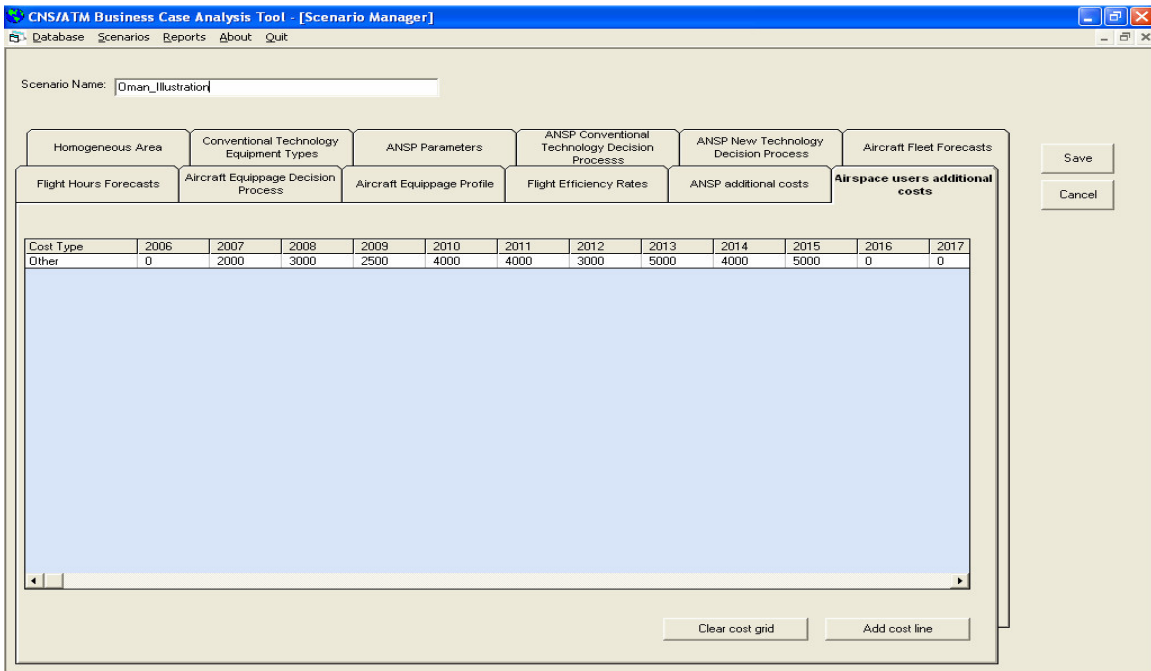 CNS/ATM Business Case Analysis Tool - [Scenario Manager]
Database Scenarios Reports About Quit
Scenario Name: Oman_Illustration
Homogeneous Area
Conventional Technology
Equipment Types
ANSP Parameters
ANSP Conventional
Technology Decision
Processs
ANSP New Technology
Decision Process
Aircraft Fleet Forecasts
Save
Flight Hours Forecasts
Aircraft Equippage Decision
Process
Aircraft Equippage Profile
Flight Efficiency Rates
ANSP additional costs
Airspace users additional
costs
Cancel
Cost Type 2006 2007 2008 2009 2010 2011 2012 2013 2014 2015 2016 2017
Other 0 2000 3000 2500 4000 4000 3000 5000 4000 5000 0 0
Clear cost grid
Add cost line